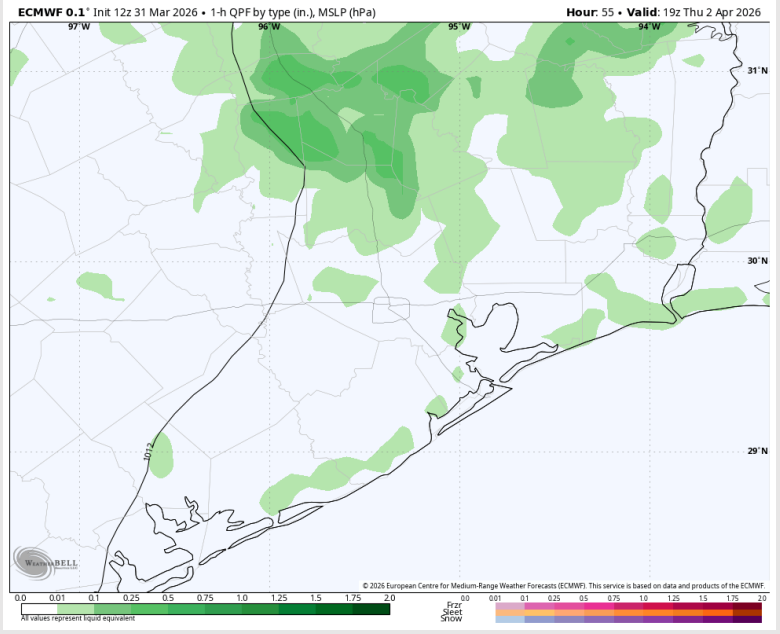 ECMWF 0.1° Init 12z 31 Mar 2026 • 1-h QPF by type (in.), MSLP (hPa) Hour: 55 • Valid: 19z Thu 2 Apr 2026
97°W 96°W 95°W 94°W
31°N
30°N
29°N
1012
WEATHERBELL
© 2026 European Centre for Medium-Range Weather Forecasts (ECMWF). This service is based on data and products of the ECMWF.
0.0 0.01 0.1 0.25 0.5 0.75 1.0 1.25 1.5 1.75 2.0
All values represent liquid equivalent
0.0 0.01 0.1 0.25 0.5 0.75 1.0 1.25 1.5 1.75 2.0
Frzr
Sleet
Snow